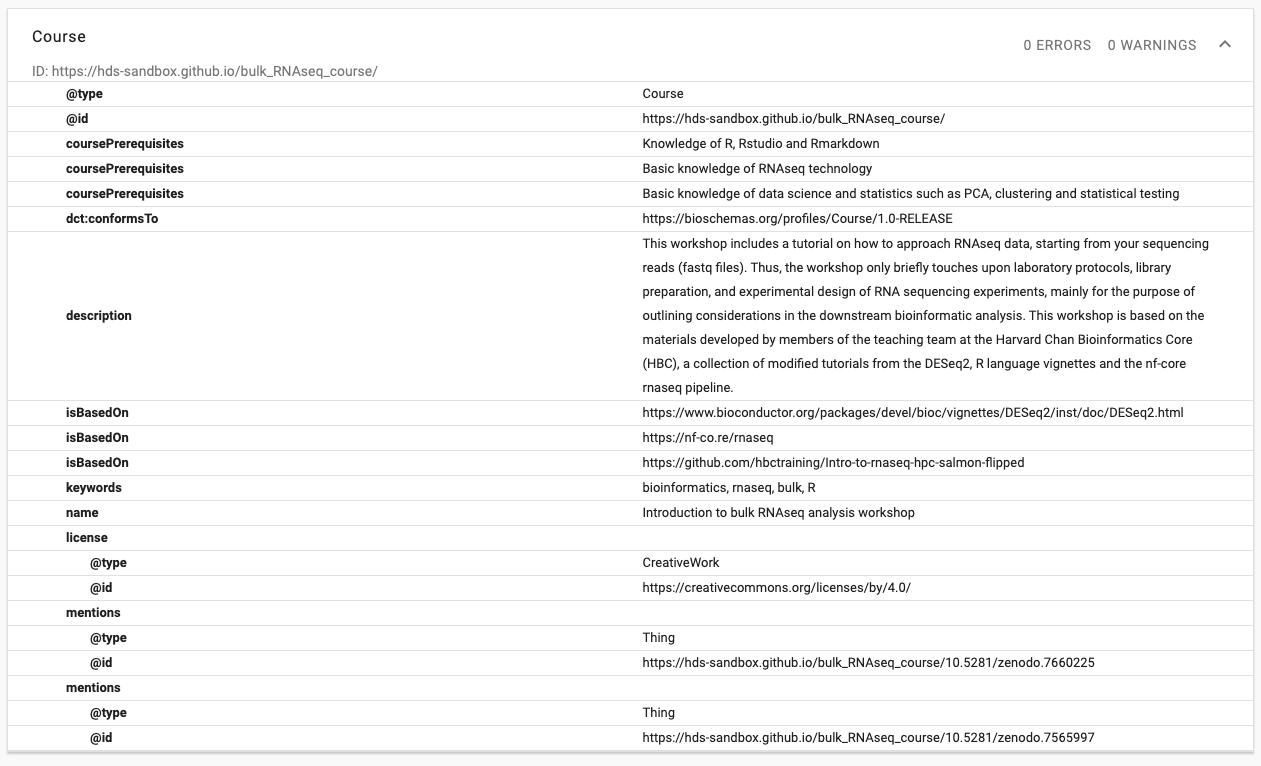 Course
0 ERRORS 0 WARNINGS
ID: https://hds-sandbox.github.io/bulk_RNAseq_course/
@type Course
@id https://hds-sandbox.github.io/bulk_RNAseq_course/
coursePrerequisites Knowledge of R, Rstudio and Rmarkdown
coursePrerequisites Basic knowledge of RNAseq technology
coursePrerequisites Basic knowledge of data science and statistics such as PCA, clustering and statistical testing
dct:conformsTo https://bioschemas.org/profiles/Course/1.0-RELEASE
description
This workshop includes a tutorial on how to approach RNAseq data, starting from your sequencing
reads (fastq files). Thus, the workshop only briefly touches upon laboratory protocols, library
preparation, and experimental design of RNA sequencing experiments, mainly for the purpose of
outlining considerations in the downstream bioinformatic analysis. This workshop is based on the
materials developed by members of the teaching team at the Harvard Chan Bioinformatics Core
(HBC), a collection of modified tutorials from the DESeq2, R language vignettes and the nf-core
rnaseq pipeline.
isBasedOn https://www.bioconductor.org/packages/devel/bioc/vignettes/DESeq2/inst/doc/DESeq2.html
isBasedOn https://nf-co.re/rnaseq
isBasedOn https://github.com/hbctraining/Intro-to-rnaseq-hpc-salmon-flipped
keywords bioinformatics, rnaseq, bulk, R
name Introduction to bulk RNAseq analysis workshop
license
@type CreativeWork
@id https://creativecommons.org/licenses/by/4.0/
mentions
@type Thing
@id https://hds-sandbox.github.io/bulk_RNAseq_course/10.5281/zenodo.7660225
mentions
@type Thing
@id https://hds-sandbox.github.io/bulk_RNAseq_course/10.5281/zenodo.7565997